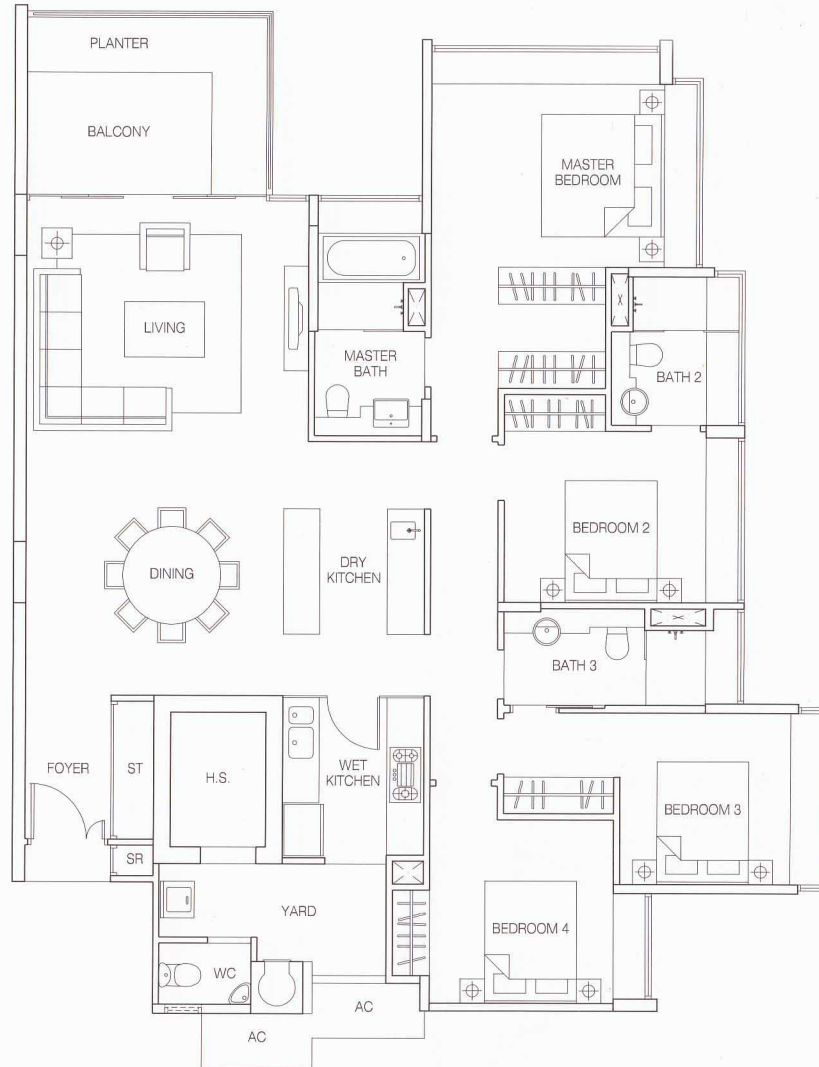 PLANTER
BALCONY
MASTER
BEDROOM
LIVING
MASTER
BATH
BATH 2
BEDROOM 2
DINING
DRY
KITCHEN
BATH 3
FOYER
ST
H.S.
WET
KITCHEN
BEDROOM 3
SR
YARD
BEDROOM 4
WC
AC
AC